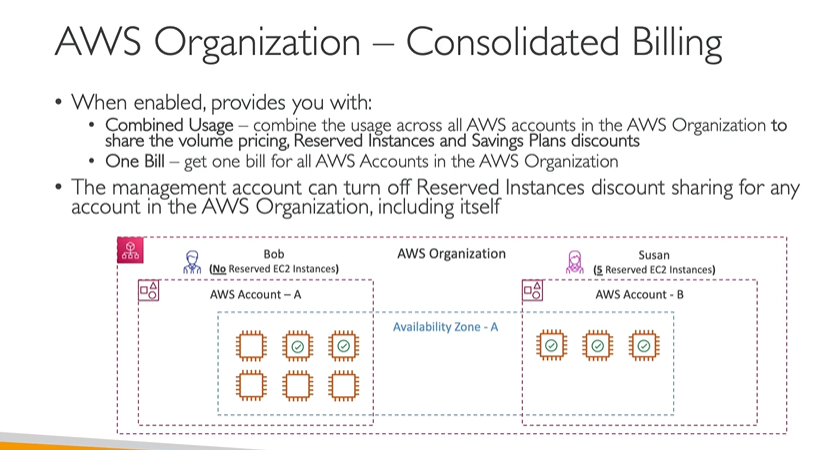 AWS Organization – Consolidated Billing
• When enabled, provides you with:
• Combined Usage – combine the usage across all AWS accounts in the AWS Organization to
share the volume pricing, Reserved Instances and Savings Plans discounts
• One Bill – get one bill for all AWS Accounts in the AWS Organization
• The management account can turn off Reserved Instances discount sharing for any
account in the AWS Organization, including itself
Bob
(No Reserved EC2 Instances)
AWS Organization
Susan
(5 Reserved EC2 Instances)
AWS Account – A
AWS Account - B
Availability Zone - A